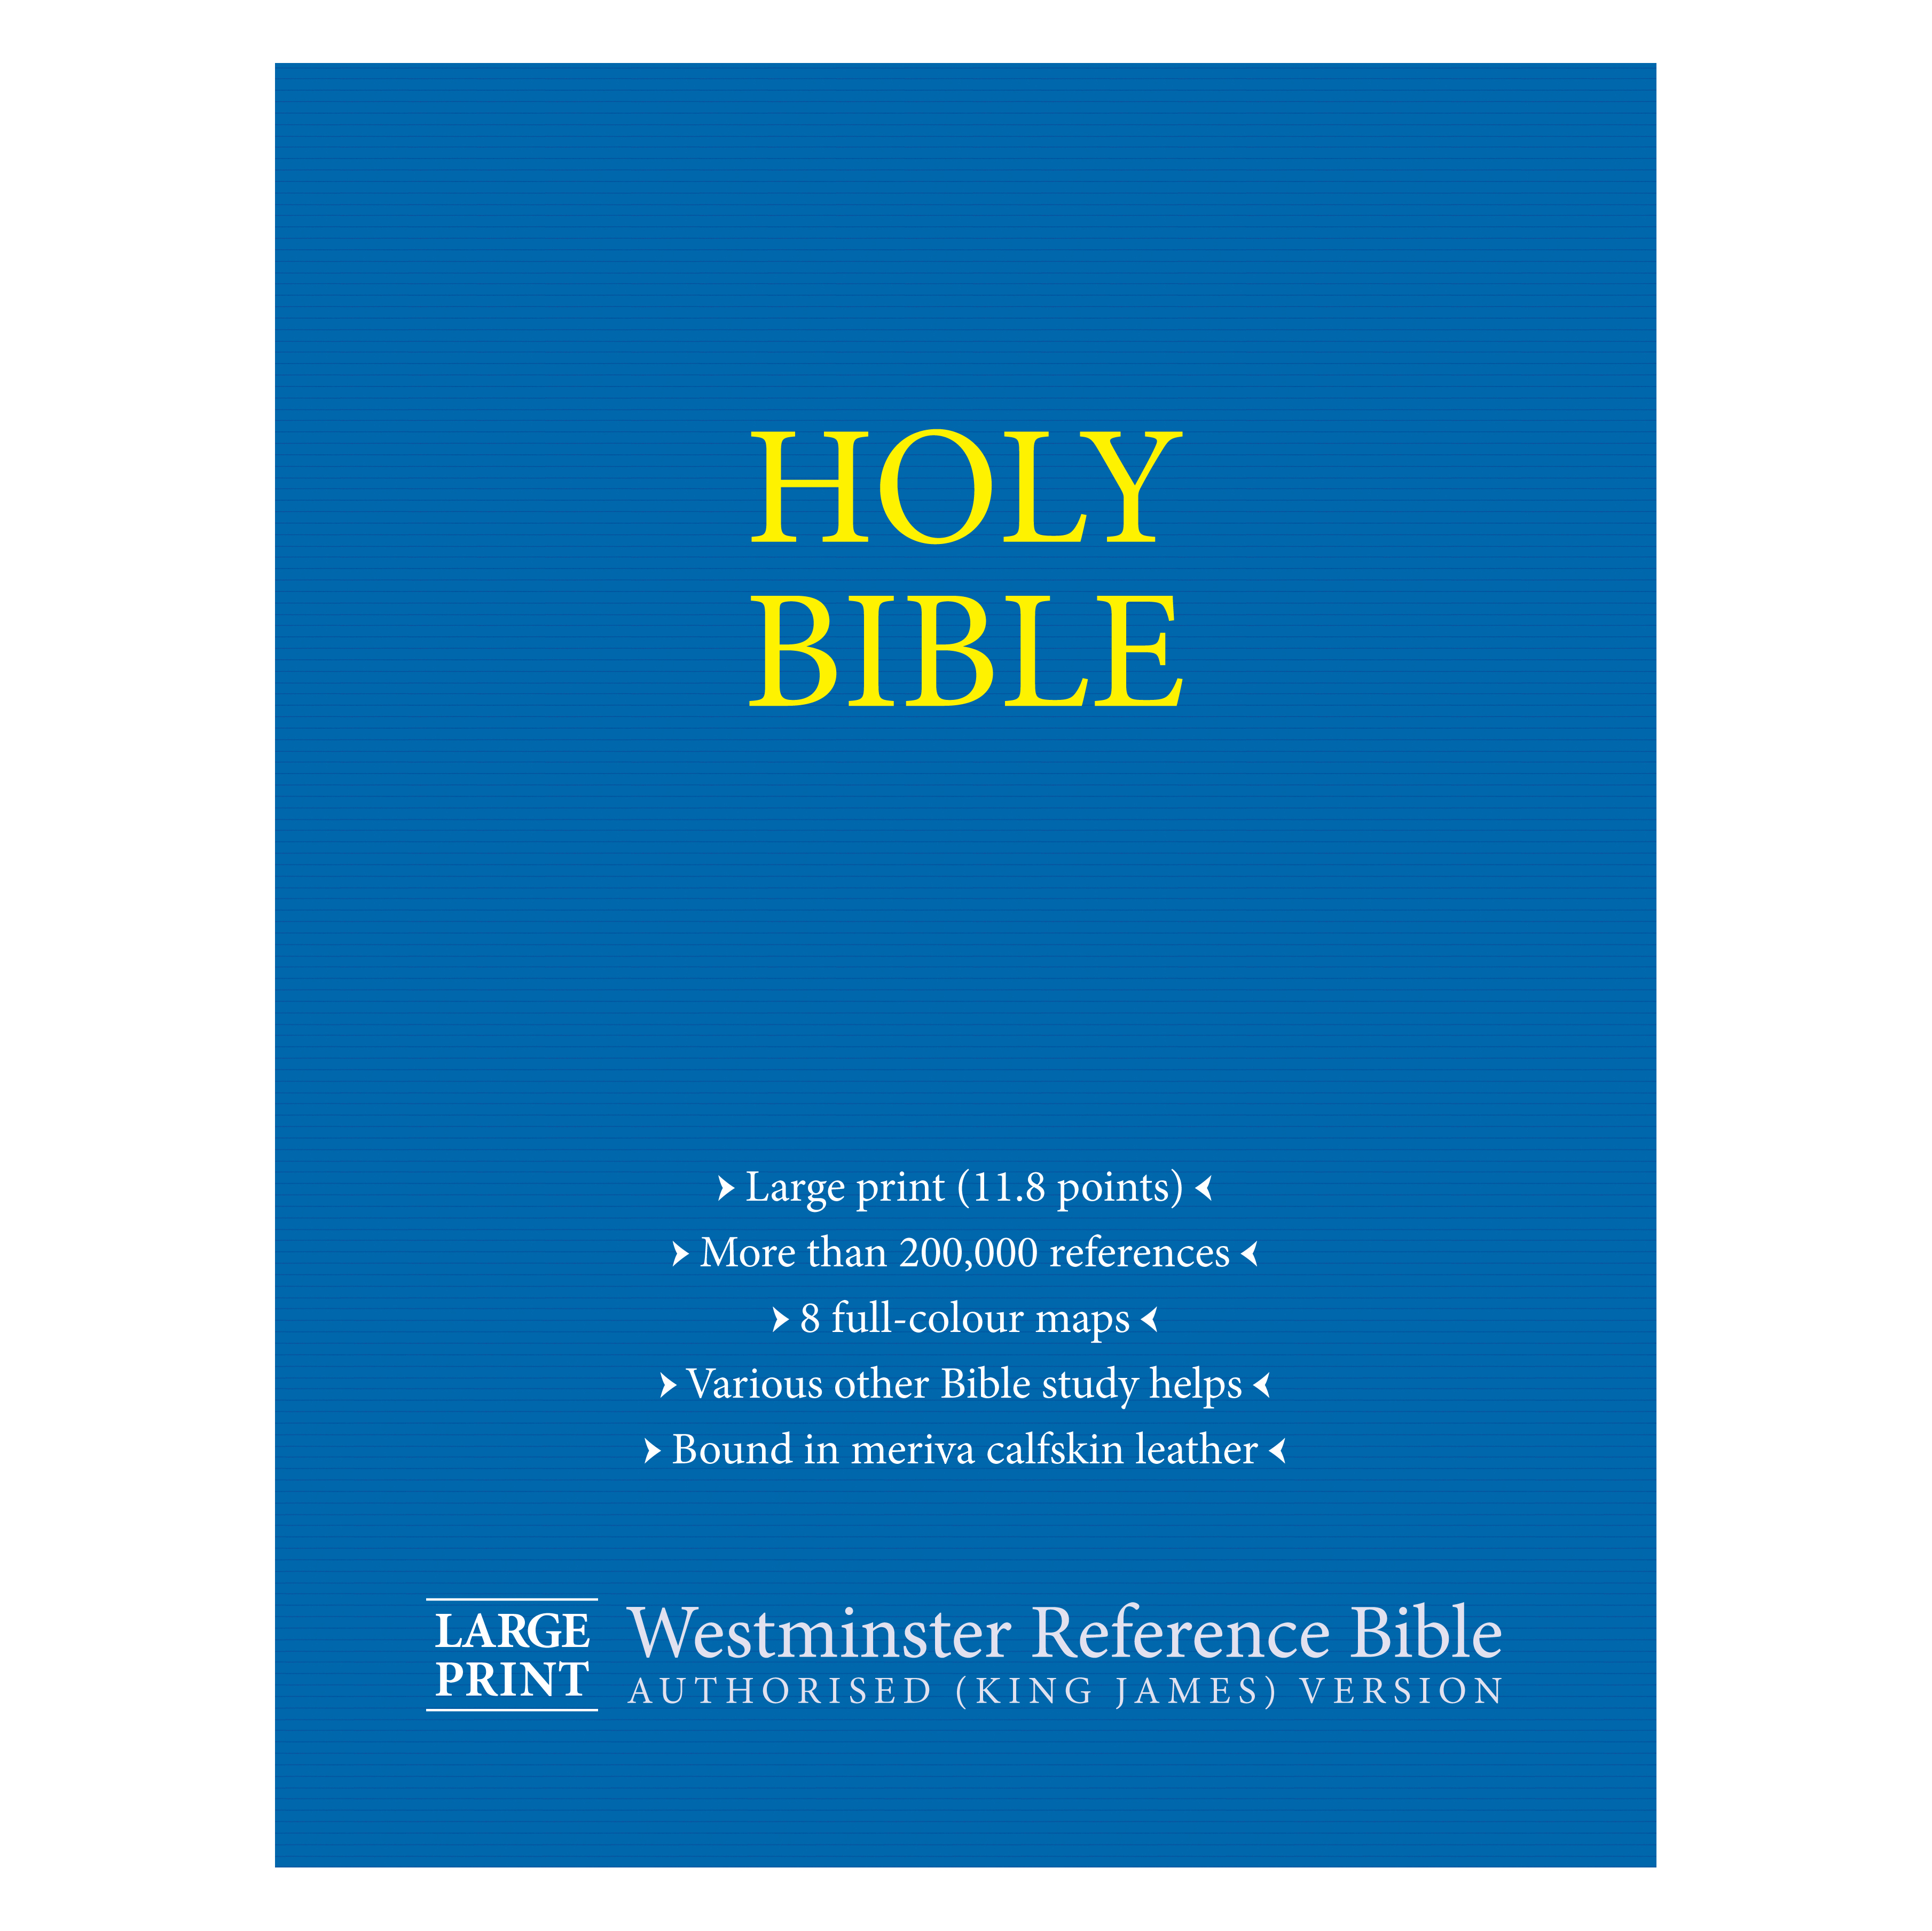 HOLY
BIBLE
Large print (11.8 points)
More than 200,000 references
8 full-colour maps
Various other Bible study helps
Bound in meriva calfskin leather
LARGE
PRINT
Westminster Reference Bible
AUTHORISED (KING JAMES) VERSION